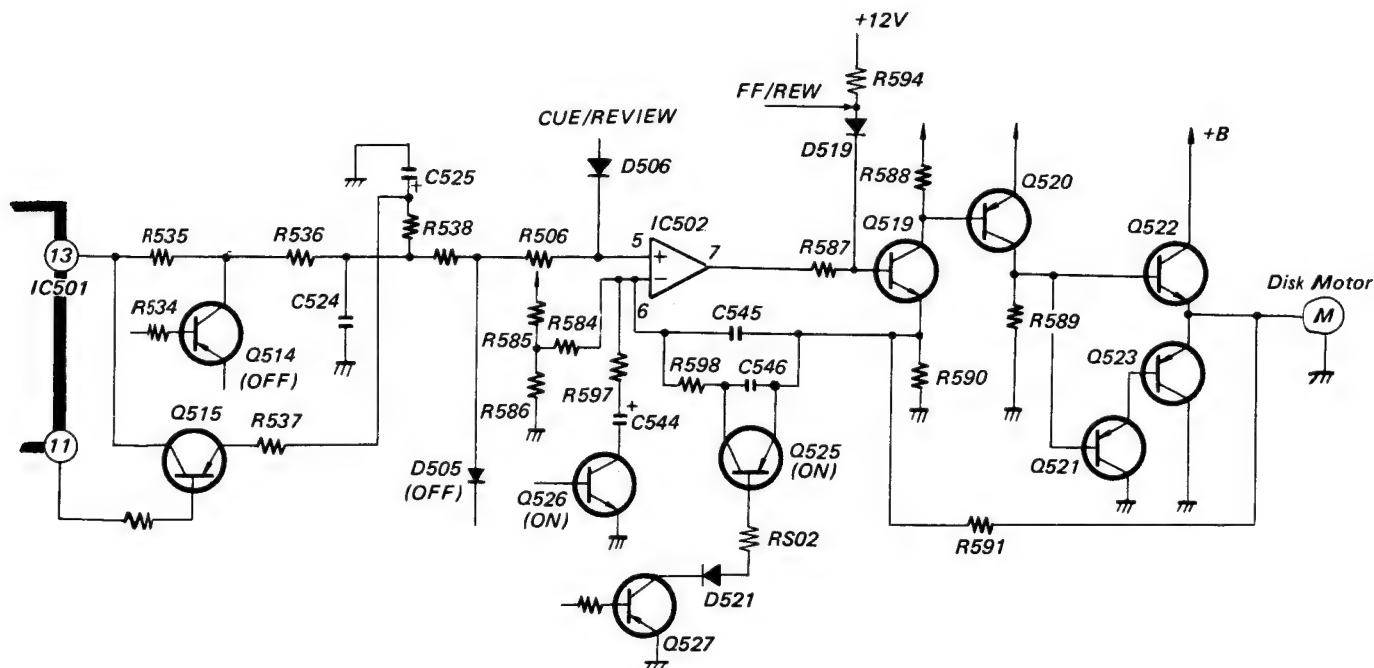 +12V
R594
FF/REW
CUE/REVIEW
+B
D519
D506
C525
R588
Q520
IC502
Q519
Q522
R538
R535
R536
R506
5
+
7
R587
13
IC501
−
6
Disk Motor
M
C524
R534
R584
C545
R589
Q523
R585
Q514
(OFF)
R598
C546
R590
R597
R586
C544
Q515
R537
Q525
(ON)
Q521
11
D505
(OFF)
Q526
(ON)
RS02
R591
D521
Q527